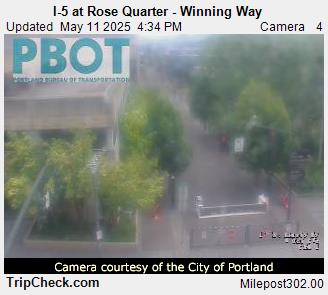 I-5 at Rose Quarter - Winning Way
Updated May 11 2025 4:34 PM Camera 4
PBOT
PORTLAND BUREAU OF TRANSPORTATION
Camera courtesy of the City of Portland
TripCheck.com Milepost302.00